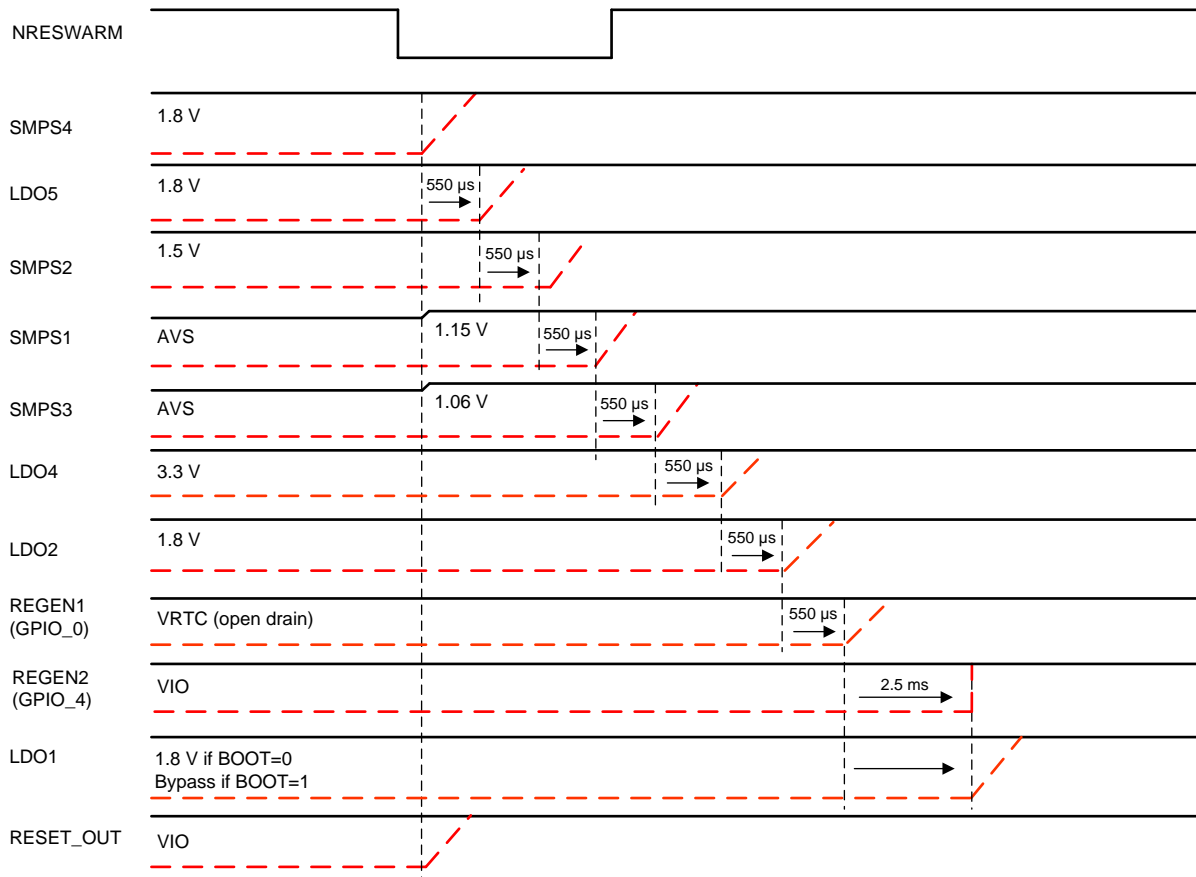 NRESWARM
SMPS4
1.8 V
LDO5
1.8 V
550 µs
SMPS2
1.5 V
550 µs
SMPS1
AVS
1.15 V
550 µs
SMPS3
AVS
1.06 V
550 µs
LDO4
3.3 V
550 µs
LDO2
1.8 V
550 µs
REGEN1
(GPIO_0)
VRTC (open drain)
550 µs
REGEN2
(GPIO_4)
VIO
2.5 ms
LDO1
1.8 V if BOOT=0
Bypass if BOOT=1
RESET_OUT
VIO